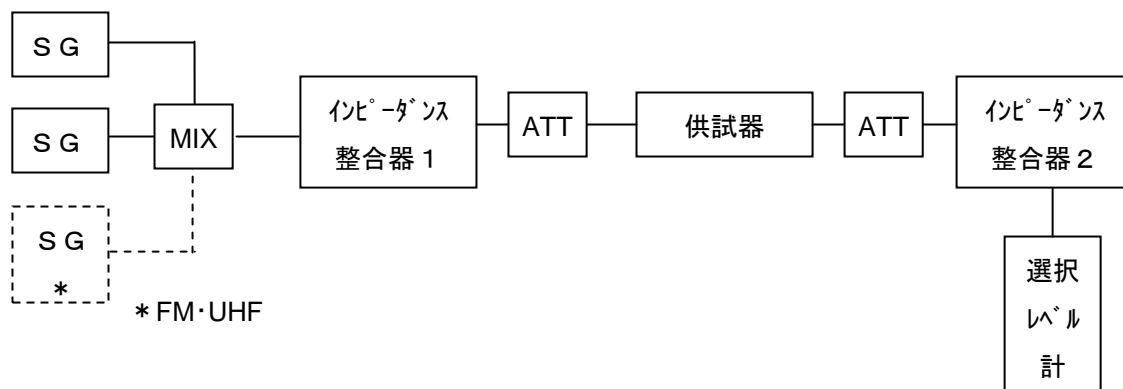 ＳＧ
ＳＧ
MIX
ｲﾝﾋﾟｰﾀﾞﾝｽ
整合器１
ATT
供試器
ATT
ｲﾝﾋﾟｰﾀﾞﾝｽ
整合器２
ＳＧ
*
* FM･UHF
選択
ﾚﾍﾞﾙ
計